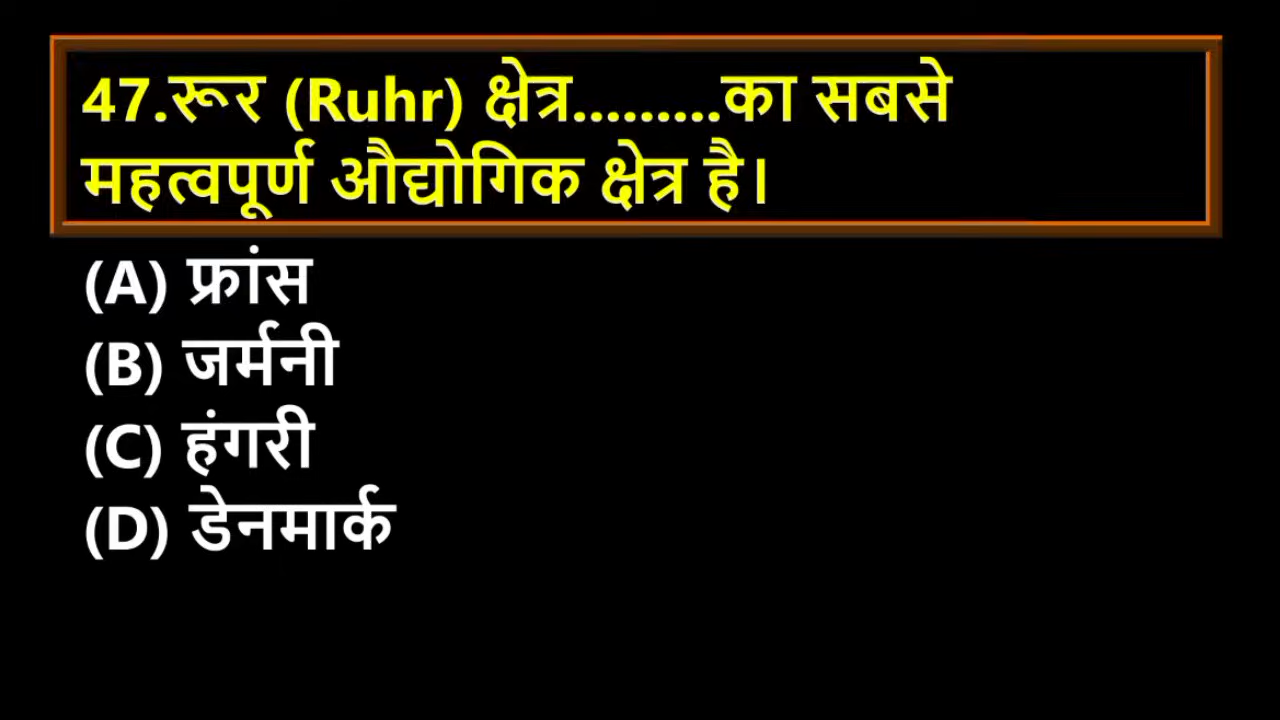 47.रूर (Ruhr) क्षेत्र.........का सबसे
महत्वपूर्ण औद्योगिक क्षेत्र है।
(A) फ्रांस
(B) जर्मनी
(C) हंगरी
(D) डेनमार्क